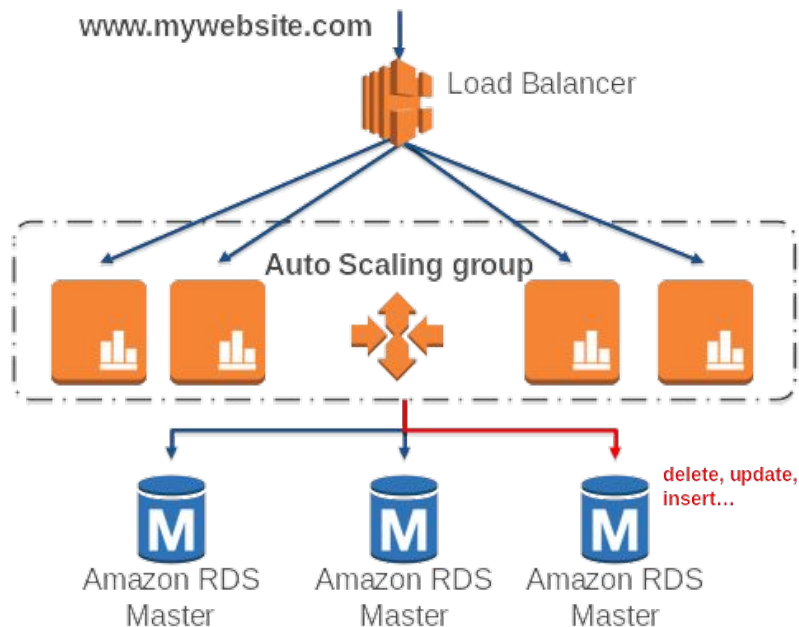 www.mywebsite.com
Load Balancer
Auto Scaling group
delete, update,
insert...
M
M
M
Amazon RDS
Master
Amazon RDS
Master
Amazon RDS
Master